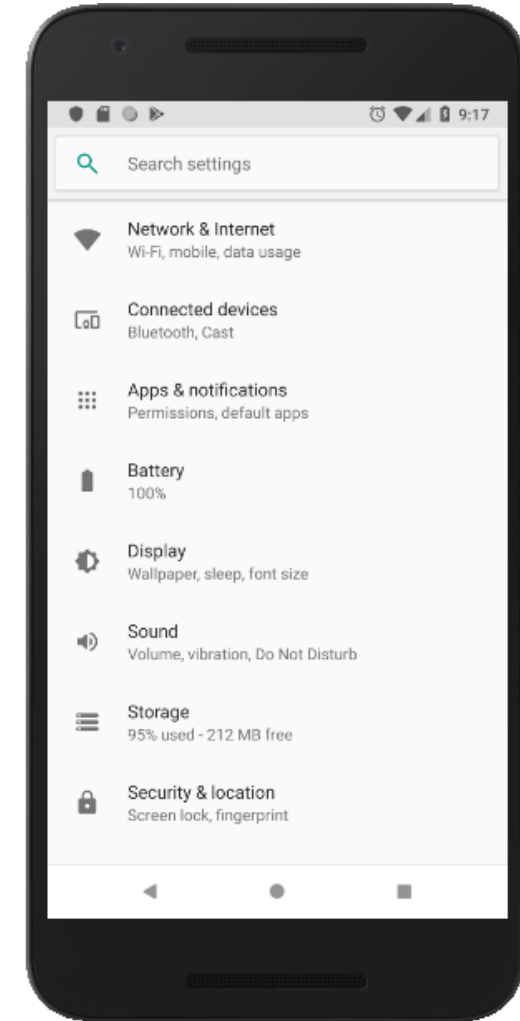 9:17
Search settings
Network & Internet
Wi-Fi, mobile, data usage
Connected devices
Bluetooth, Cast
Apps & notifications
Permissions, default apps
Battery
100%
Display
Wallpaper, sleep, font size
Sound
Volume, vibration, Do Not Disturb
Storage
95% used - 212 MB free
Security & location
Screen lock, fingerprint